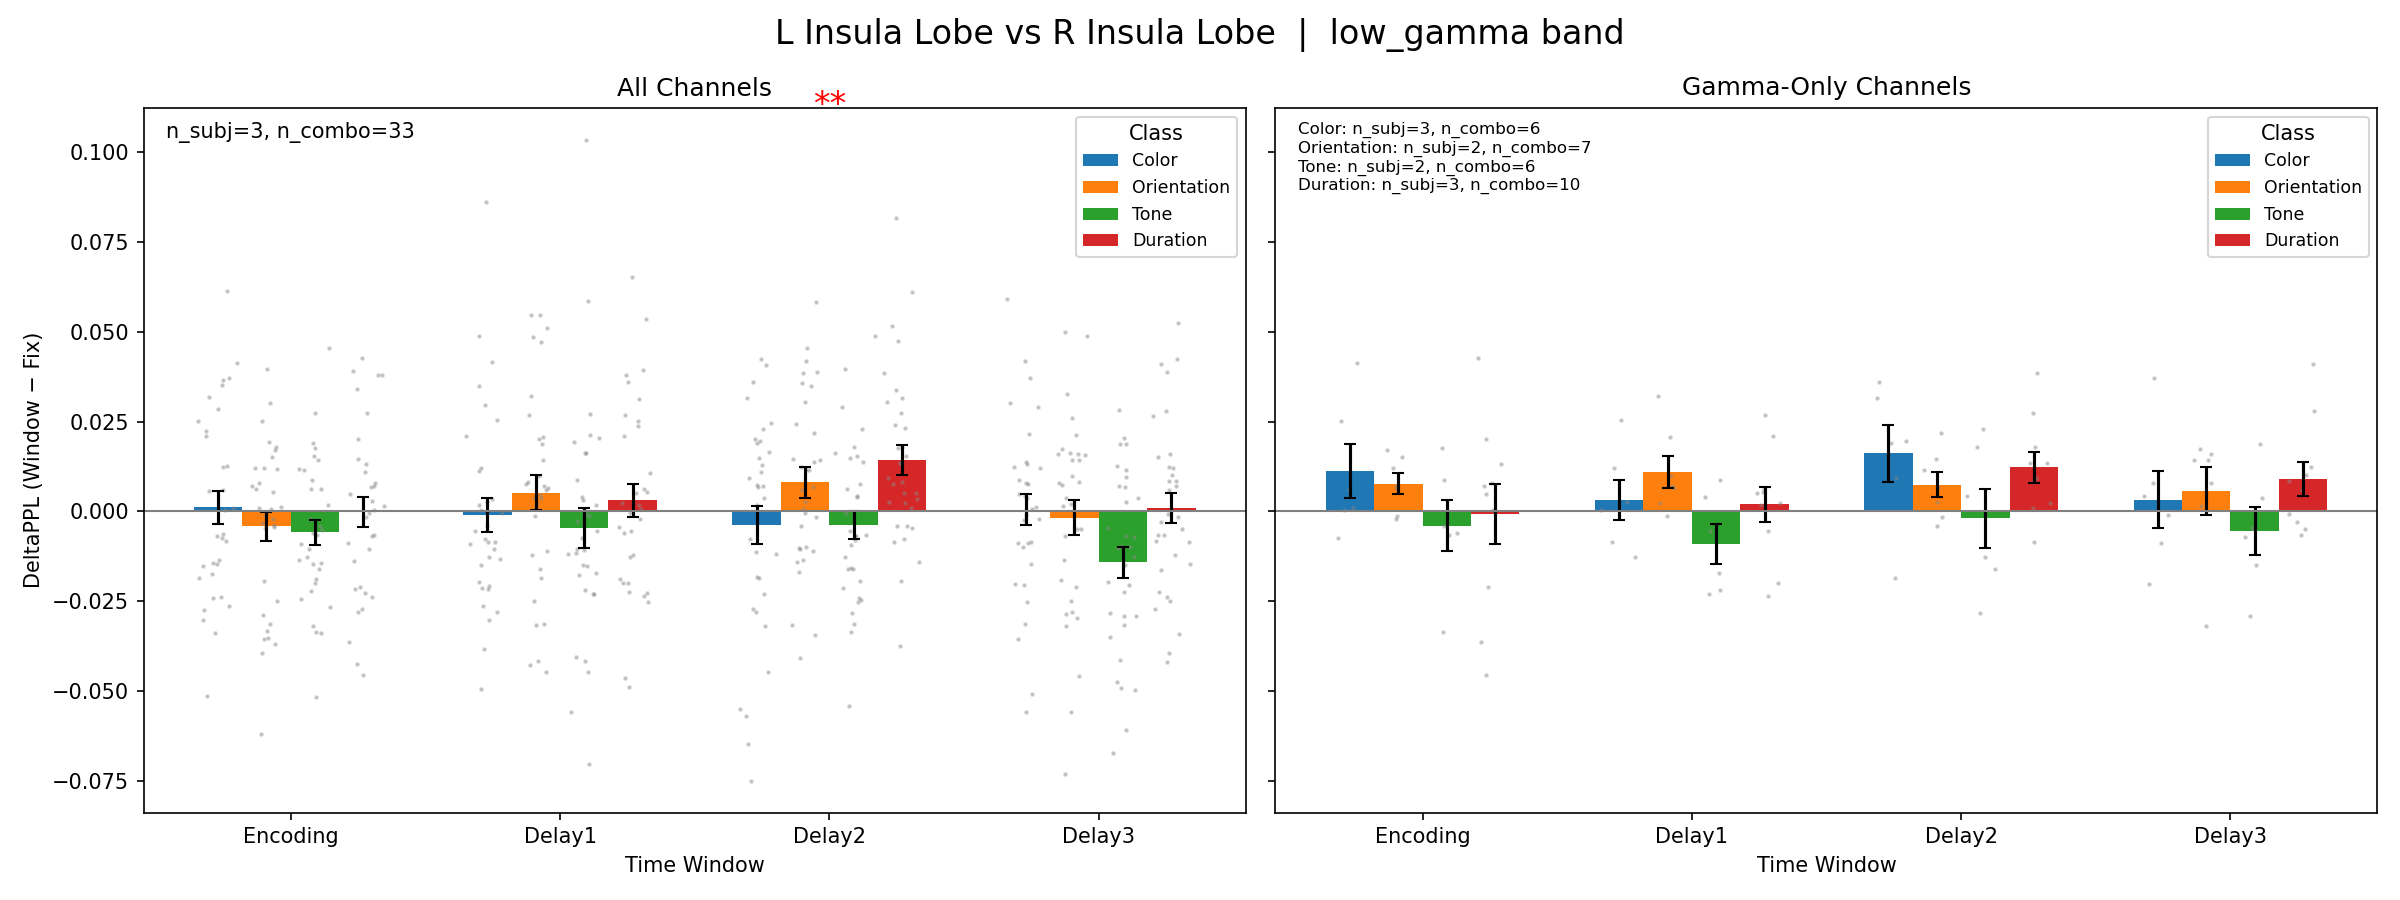 L Insula Lobe vs R Insula Lobe | low_gamma band
All Channels
**
n_subj=3, n_combo=33
Class
Color
Orientation
Tone
Duration
0.100
0.075
0.050
0.025
0.000
−0.025
−0.050
−0.075
DeltaPPL (Window − Fix)
Encoding
Delay1
Delay2
Delay3
Time Window
Gamma-Only Channels
Color: n_subj=3, n_combo=6
Orientation: n_subj=2, n_combo=7
Tone: n_subj=2, n_combo=6
Duration: n_subj=3, n_combo=10
Class
Color
Orientation
Tone
Duration
Encoding
Delay1
Delay2
Delay3
Time Window